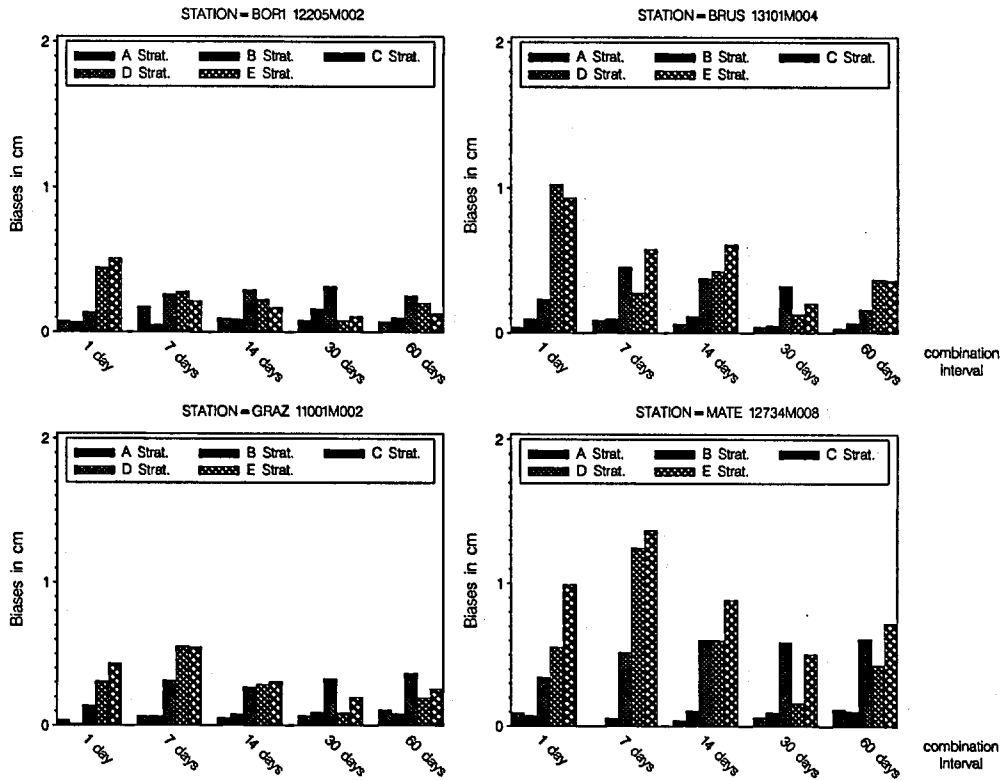 STATION = BOR1 12205M002
2
A Strat.
B Strat.
C Strat.
D Strat.
E Strat.
Biases in cm
1
0
1 day
7 days
14 days
30 days
60 days
STATION = BRUS 13101M004
2
A Strat.
B Strat.
C Strat.
D Strat.
E Strat.
Biases in cm
1
0
1 day
7 days
14 days
30 days
60 days
combination
interval
STATION = GRAZ 11001M002
2
A Strat.
B Strat.
C Strat.
D Strat.
E Strat.
Biases in cm
1
0
1 day
7 days
14 days
30 days
60 days
STATION = MATE 12734M008
2
A Strat.
B Strat.
C Strat.
D Strat.
E Strat.
Biases in cm
1
0
1 day
7 days
14 days
30 days
60 days
combination
interval